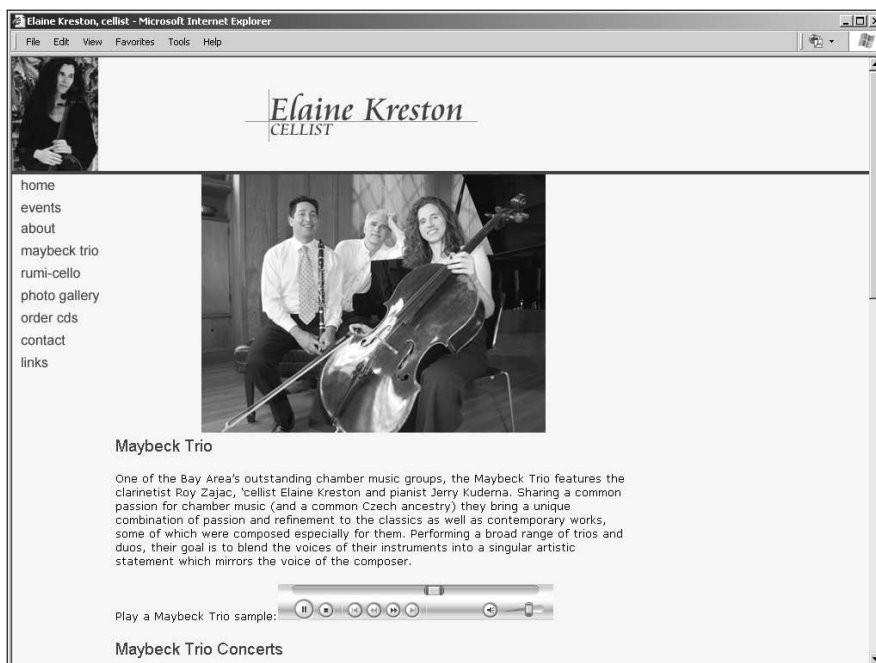 Elaine Kreston, cellist - Microsoft Internet Explorer
File Edit View Favorites Tools Help
Elaine Kreston
CELLIST
home
events
about
maybeck trio
rumi-cello
photo gallery
order cds
contact
links
Maybeck Trio
One of the Bay Area's outstanding chamber music groups, the Maybeck Trio features the
clarinetist Roy Zajac, 'cellist Elaine Kreston and pianist Jerry Kuderna. Sharing a common
passion for chamber music (and a common Czech ancestry) they bring a unique
combination of passion and refinement to the classics as well as contemporary works,
some of which were composed especially for them. Performing a broad range of trios and
duos, their goal is to blend the voices of their instruments into a singular artistic
statement which mirrors the voice of the composer.
Play a Maybeck Trio sample:
Maybeck Trio Concerts